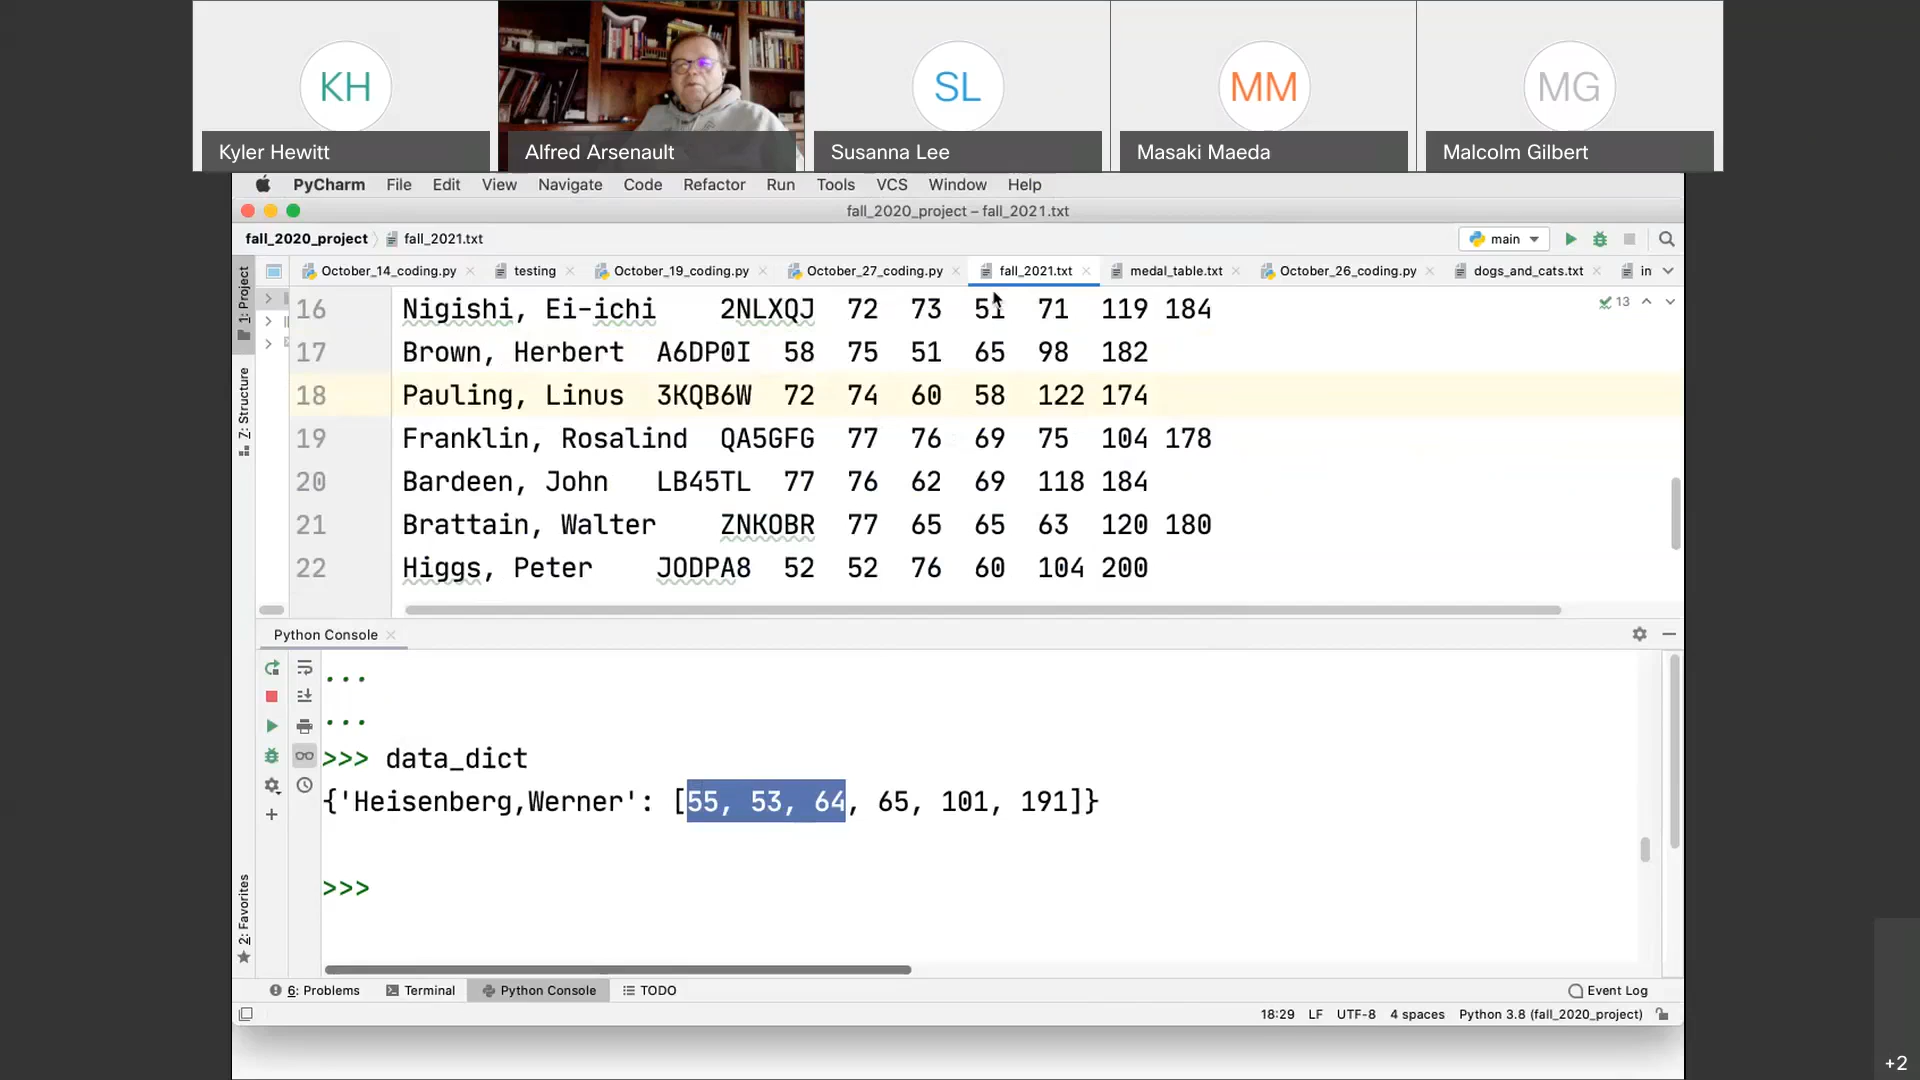 KH
SL
MM
MG
Kyler Hewitt
Alfred Arsenault
Susanna Lee
Masaki Maeda
Malcolm Gilbert
PyCharm File Edit View Navigate Code Refactor Run Tools VCS Window Help
fall_2020_project – fall_2021.txt
fall_2020_project fall_2021.txt main
October_14_coding.py testing October_19_coding.py October_27_coding.py fall_2021.txt medal_table.txt October_26_coding.py dogs_and_cats.txt in
1: Project
Z: Structure
2: Favorites
13
16 Nigishi, Ei-ichi 2NLXQJ 72 73 51 71 119 184
17 Brown, Herbert A6DP0I 58 75 51 65 98 182
18 Pauling, Linus 3KQB6W 72 74 60 58 122 174
19 Franklin, Rosalind QA5GFG 77 76 69 75 104 178
20 Bardeen, John LB45TL 77 76 62 69 118 184
21 Brattain, Walter ZNKOBR 77 65 65 63 120 180
22 Higgs, Peter JODPA8 52 52 76 60 104 200
Python Console
...
...
>>> data_dict
{'Heisenberg,Werner': [55, 53, 64, 65, 101, 191]}
>>>
6: Problems Terminal Python Console TODO Event Log
18:29 LF UTF-8 4 spaces Python 3.8 (fall_2020_project)
+2